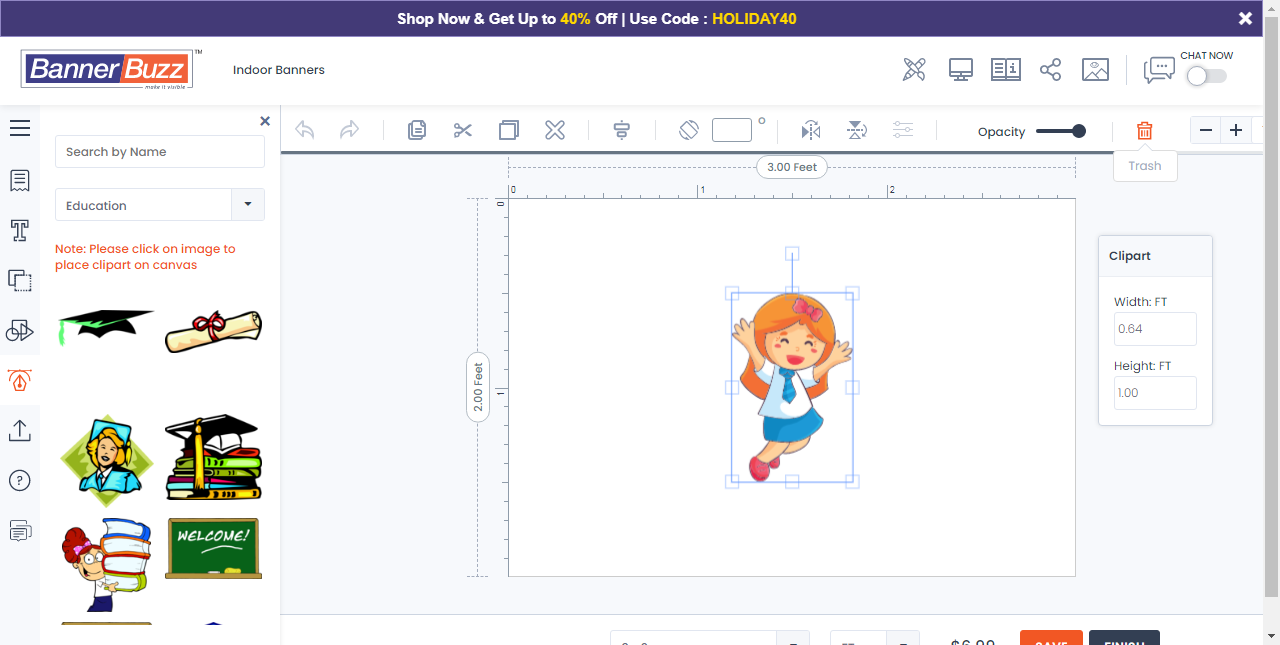 Shop Now & Get Up to 40% Off | Use Code : HOLIDAY40
BannerBuzz™
make it visible
Indoor Banners
CHAT NOW
Search by Name
Opacity
Trash
Education
Note: Please click on image to
place clipart on canvas
3.00 Feet
0 1 2
0
2.00 Feet
1
Clipart
Width: FT
0.64
Height: FT
1.00
WELCOME!
$6.99
SAVE
FINISH